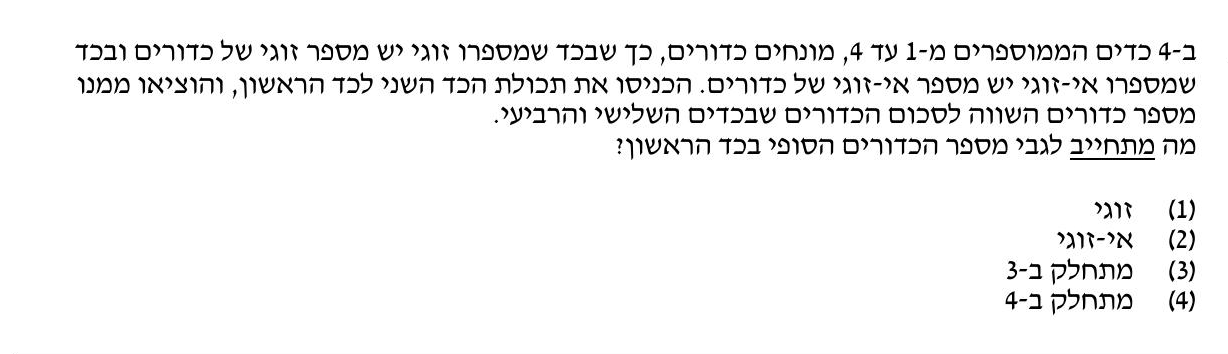 ב-4 כדים הממוספרים מ-1 עד 4, מונחים כדורים, כך שבכד שמספרו זוגי יש מספר זוגי של כדורים ובכד
שמספרו אי-זוגי יש מספר אי-זוגי של כדורים. הכניסו את תכולת הכד השני לכד הראשון, והוציאו ממנו
מספר כדורים השווה לסכום הכדורים שבכדים השלישי והרביעי.
מה מתחייב לגבי מספר הכדורים הסופי בכד הראשון?
(1) זוגי
(2) אי-זוגי
(3) מתחלק ב-3
(4) מתחלק ב-4